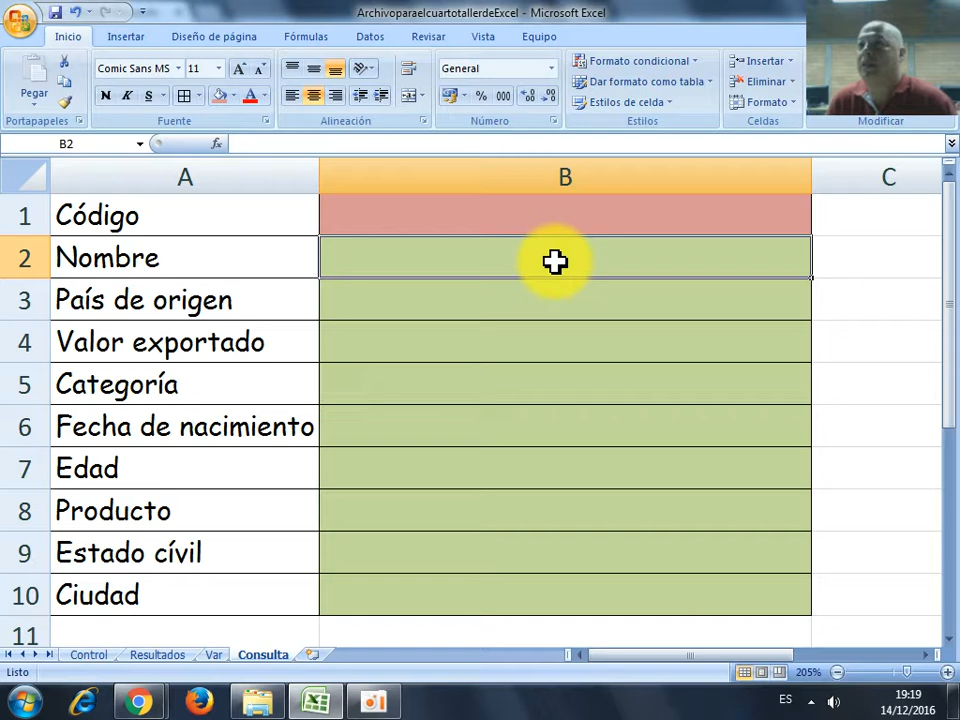 ArchivoparaelcuartotallerdeExcel - Microsoft Excel
Inicio Insertar Diseño de página Fórmulas Datos Revisar Vista Equipo
Pegar
Comic Sans MS 11
N K S
General
% 000
Formato condicional
Dar formato como tabla
Estilos de celda
Insertar
Eliminar
Formato
Portapapeles Fuente Alineación Número Estilos Celdas Modificar
B2 fx
A B C
1 Código
2 Nombre
3 País de origen
4 Valor exportado
5 Categoría
6 Fecha de nacimiento
7 Edad
8 Producto
9 Estado cívil
10 Ciudad
11
Control Resultados Var Consulta
Listo 205%
ES 19:19
14/12/2016